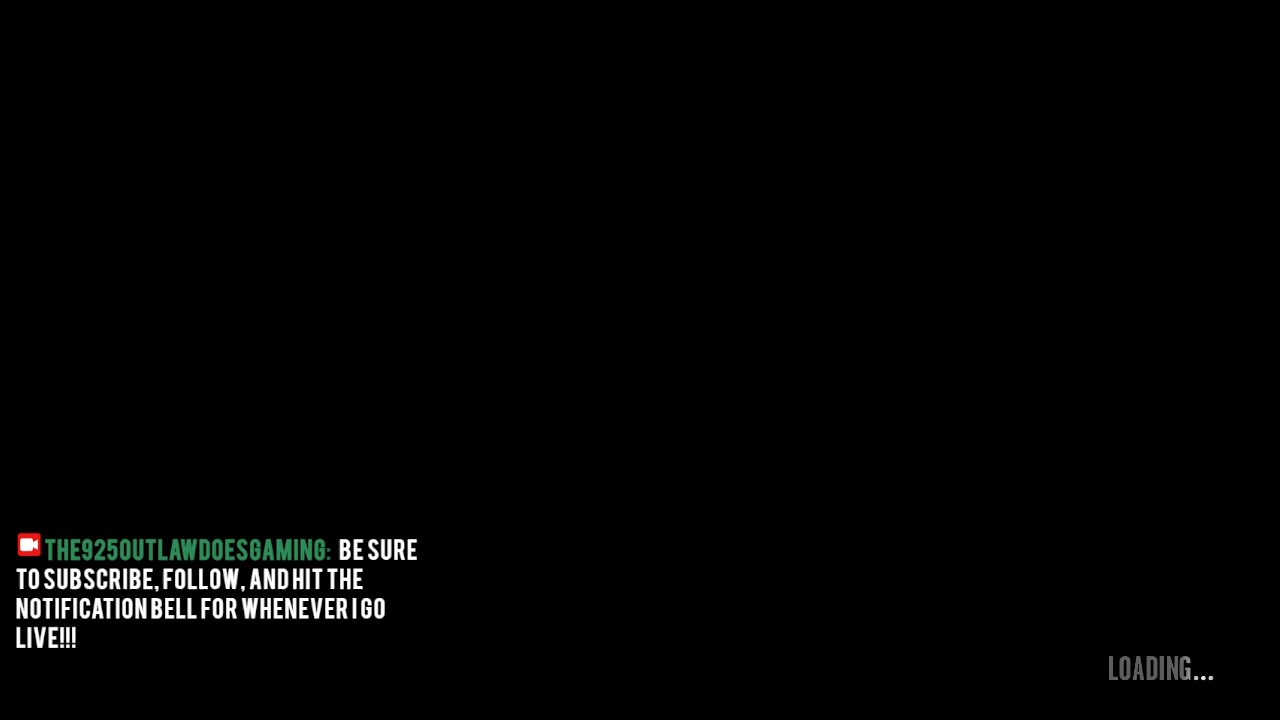 THE925OUTLAWDOESGAMING: BE SURE
TO SUBSCRIBE, FOLLOW, AND HIT THE
NOTIFICATION BELL FOR WHENEVER I GO
LIVE!!!
LOADING...